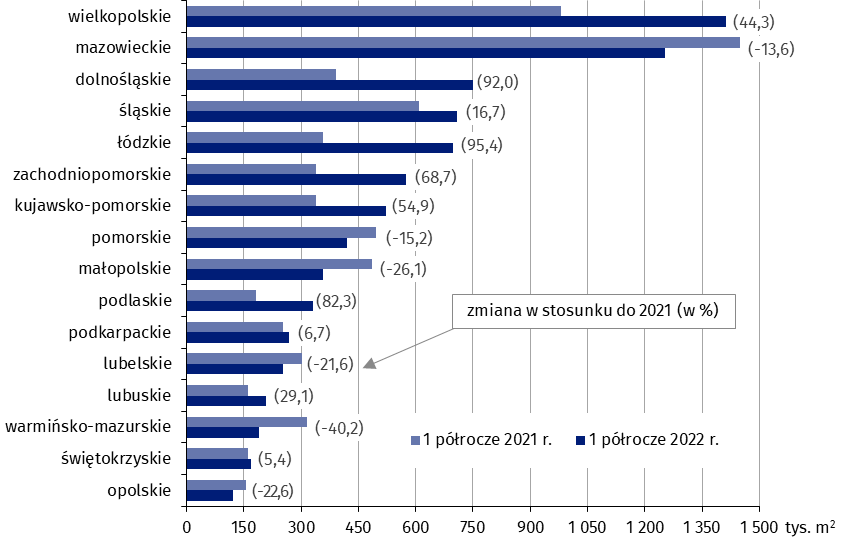 wielkopolskie (44,3)
mazowieckie (-13,6)
dolnośląskie (92,0)
śląskie (16,7)
łódzkie (95,4)
zachodniopomorskie (68,7)
kujawsko-pomorskie (54,9)
pomorskie (-15,2)
małopolskie (-26,1)
podlaskie (82,3)
zmiana w stosunku do 2021 (w %)
podkarpackie (6,7)
lubelskie (-21,6)
lubuskie (29,1)
warmińsko-mazurskie (-40,2)
1 półrocze 2021 r. 1 półrocze 2022 r.
świętokrzyskie (5,4)
opolskie (-22,6)
0 150 300 450 600 750 900 1 050 1 200 1 350 1 500 tys. m²